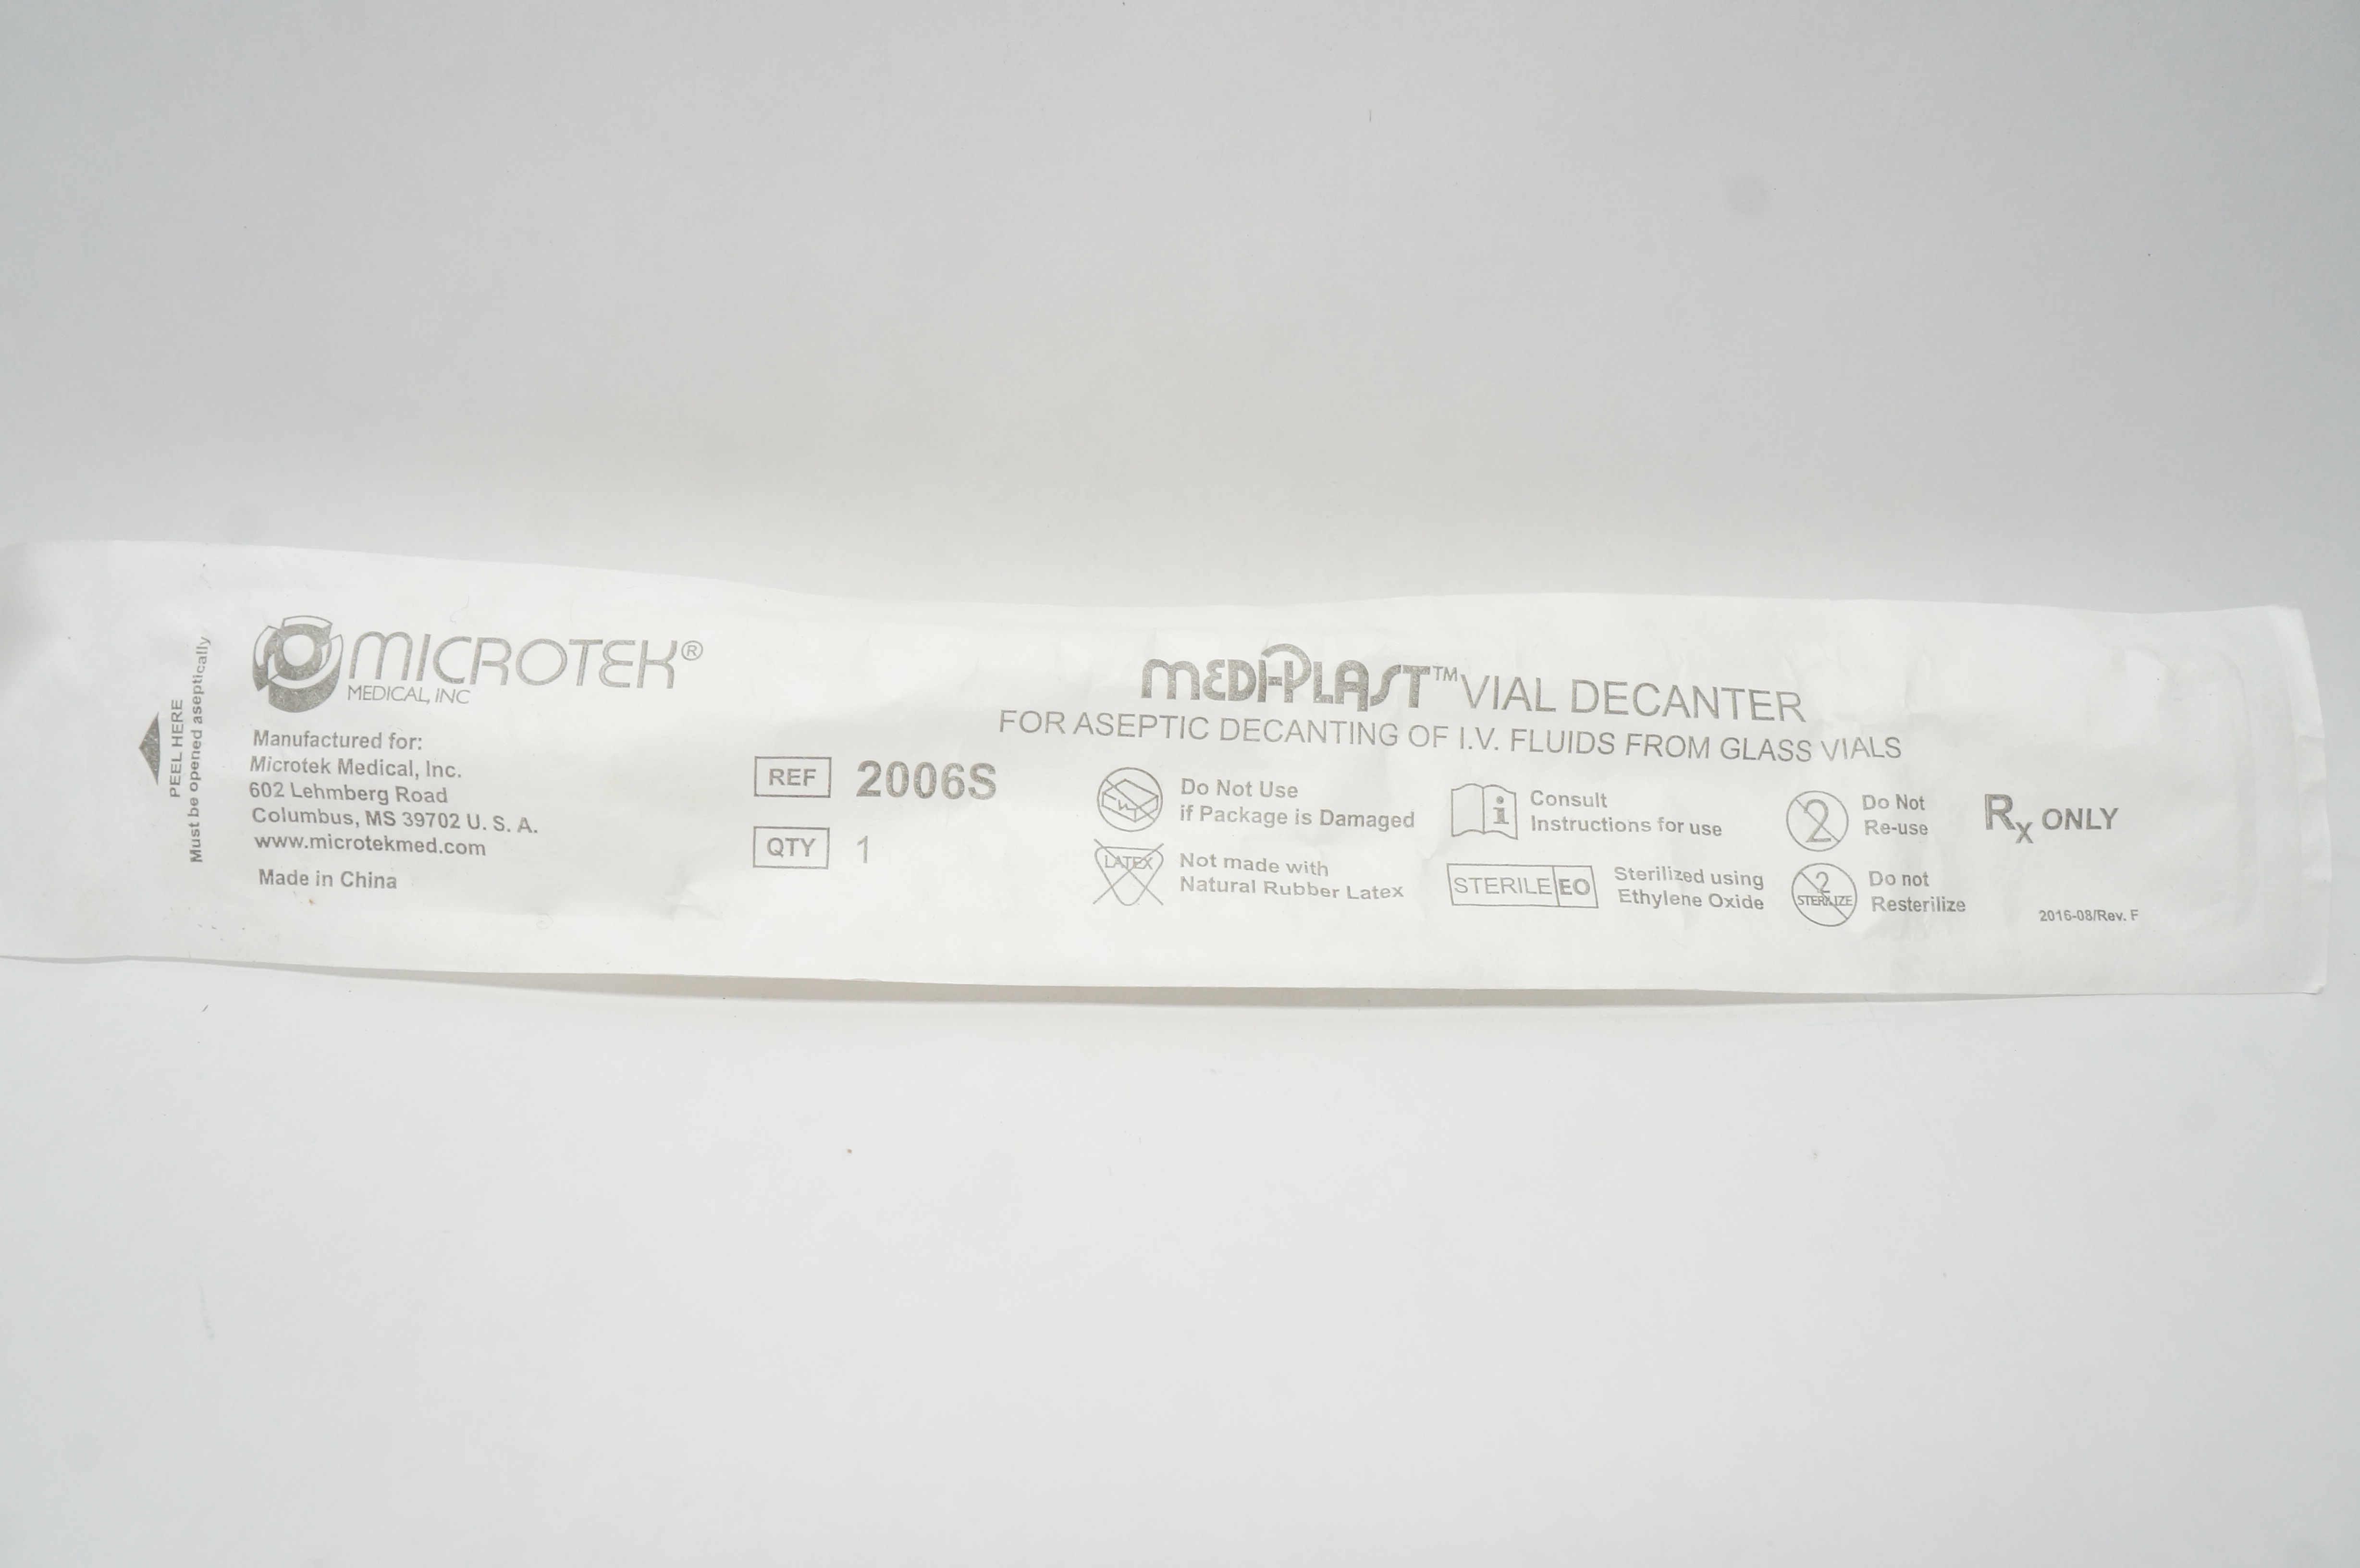 PEEL HERE
Must be opened aseptically
MICROTEK®
MEDICAL, INC
Manufactured for:
Microtek Medical, Inc.
602 Lehmberg Road
Columbus, MS 39702 U. S. A.
www.microtekmed.com
Made in China
REF 2006S
QTY 1
MEDI-PLAST™ VIAL DECANTER
FOR ASEPTIC DECANTING OF I.V. FLUIDS FROM GLASS VIALS
Do Not Use
if Package is Damaged
LATEX
Not made with
Natural Rubber Latex
i
Consult
Instructions for use
STERILE EO
Sterilized using
Ethylene Oxide
2
Do Not
Re-use
2
STERILIZE
Do not
Resterilize
Rx ONLY
2016-08/Rev. F